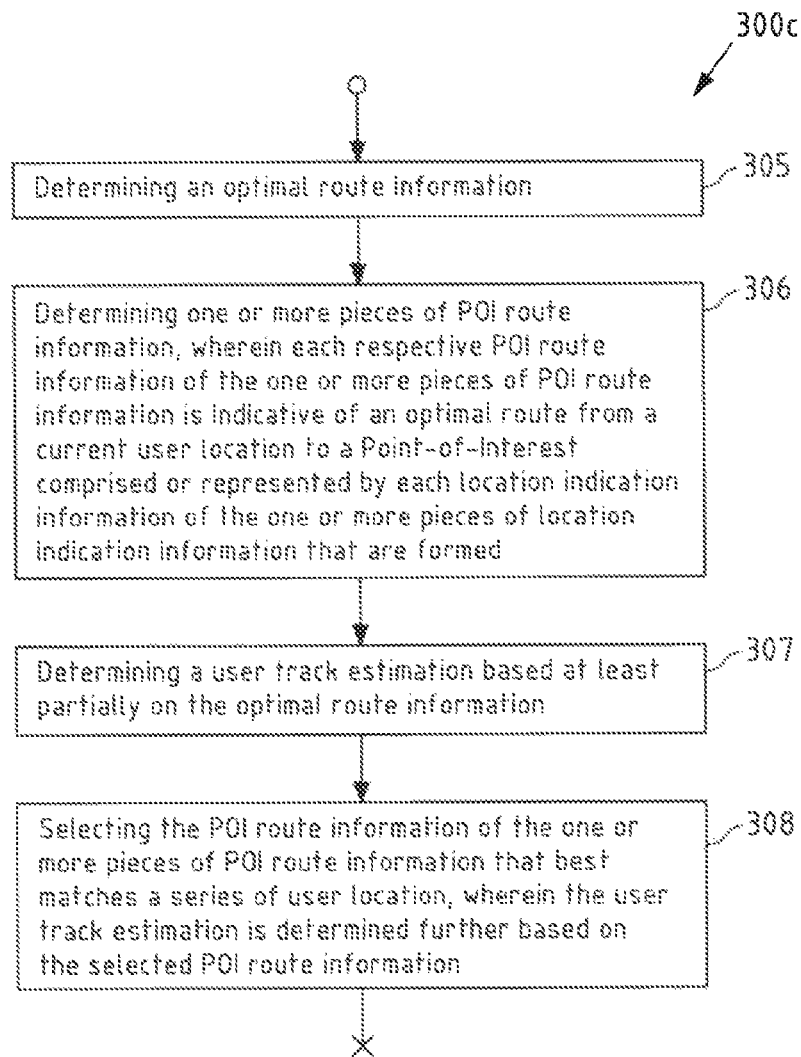 300c
Determining an optimal route information
305
Determining one or more pieces of POI route
information, wherein each respective POI route
information of the one or more pieces of POI route
information is indicative of an optimal route from a
current user location to a Point-of-Interest
comprised or represented by each location indication
information of the one or more pieces of location
indication information that are formed
306
Determining a user track estimation based at least
partially on the optimal route information
307
Selecting the POI route information of the one or
more pieces of POI route information that best
matches a series of user location, wherein the user
track estimation is determined further based on
the selected POI route information
308